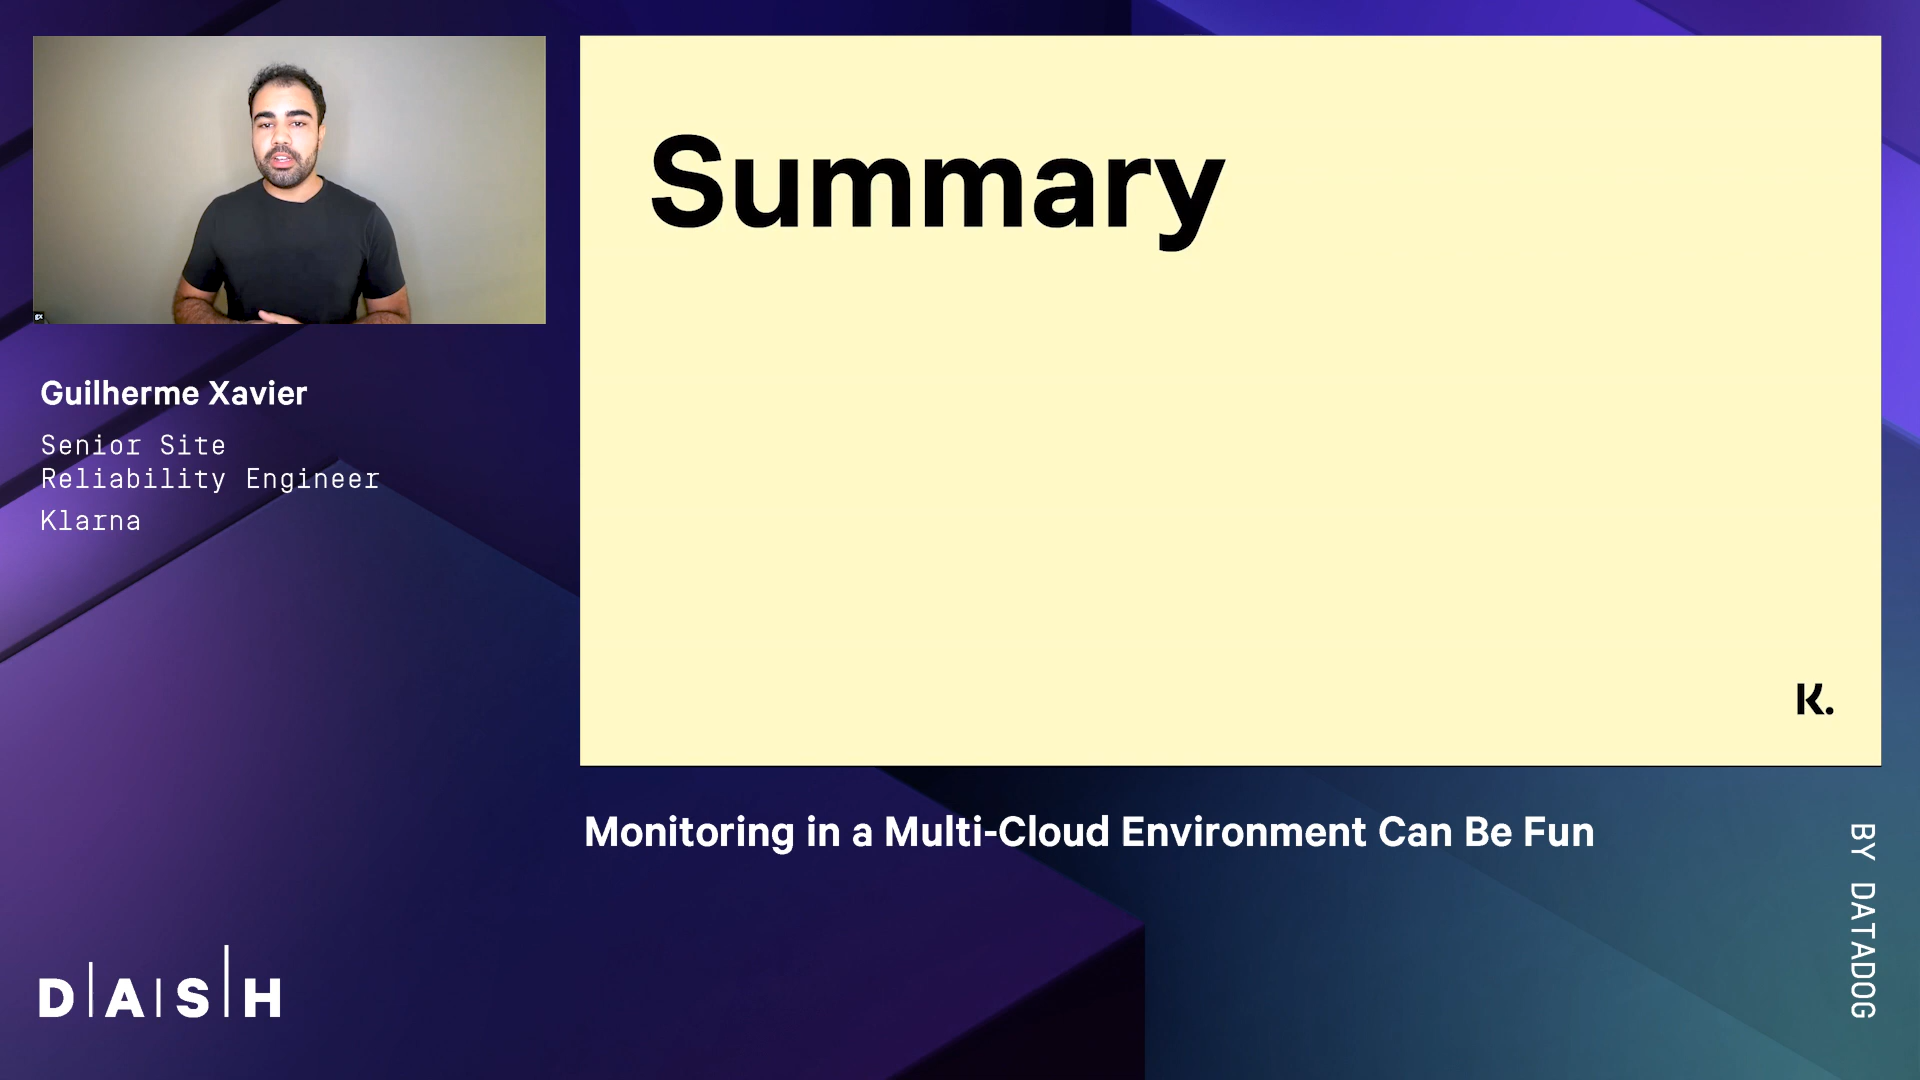 Summary
K.
Guilherme Xavier
Senior Site
Reliability Engineer
Klarna
Monitoring in a Multi-Cloud Environment Can Be Fun
DASH
BY DATADOG
gx